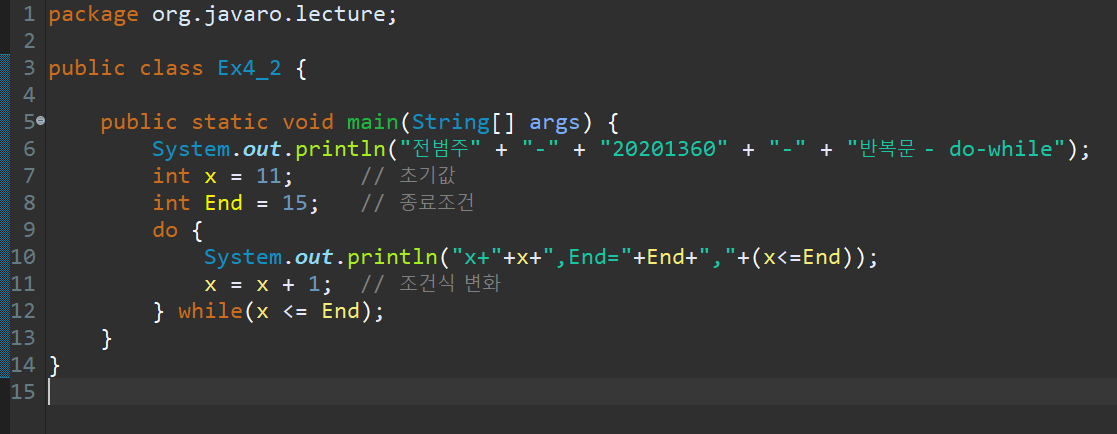 1 package org.javaro.lecture;
2
3 public class Ex4_2 {
4
5 public static void main(String[] args) {
6 System.out.println("전범주" + "-" + "20201360" + "-" + "반복문 - do-while");
7 int x = 11; // 초기값
8 int End = 15; // 종료조건
9 do {
10 System.out.println("x+"+x+",End="+End+","+(x<=End));
11 x = x + 1; // 조건식 변화
12 } while(x <= End);
13 }
14 }
15